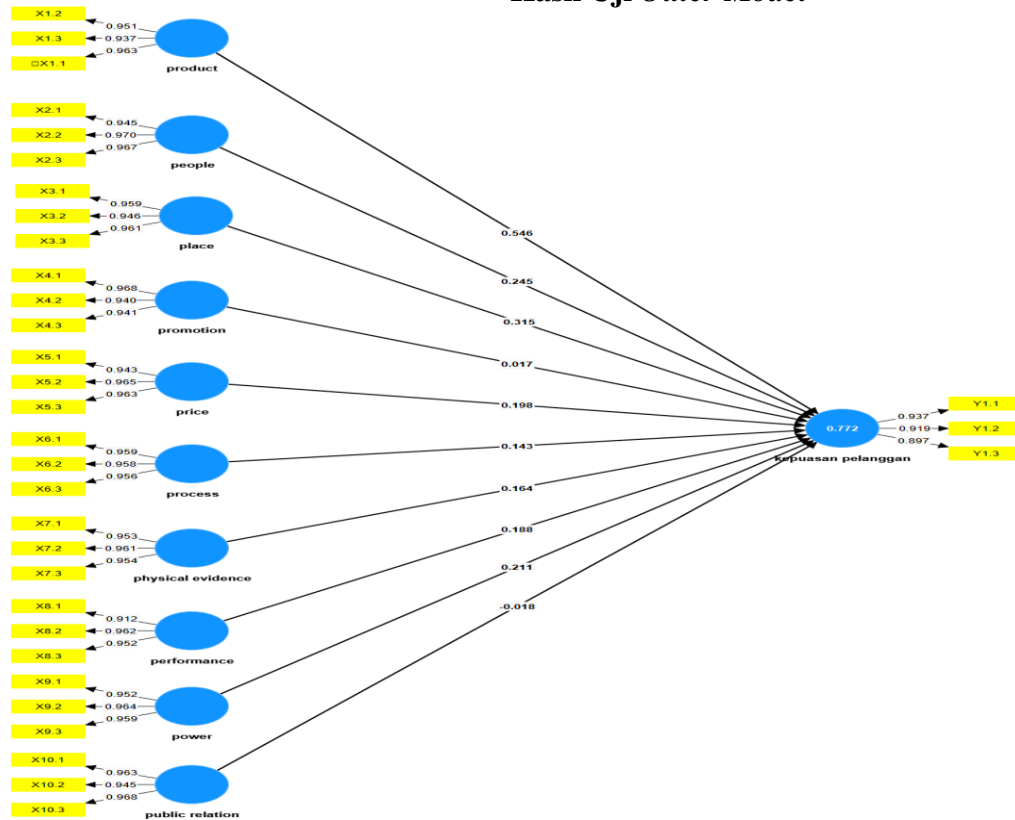 Hasil Uji Outer Model
X1.2
0.951
X1.3
0.937
□X1.1
0.963
product
X2.1
0.945
X2.2
0.970
X2.3
0.967
people
X3.1
0.959
X3.2
0.946
X3.3
0.961
place
X4.1
0.968
X4.2
0.940
X4.3
0.941
promotion
X5.1
0.943
X5.2
0.965
X5.3
0.963
price
X6.1
0.959
X6.2
0.958
X6.3
0.956
process
X7.1
0.953
X7.2
0.961
X7.3
0.954
physical evidence
X8.1
0.912
X8.2
0.962
X8.3
0.952
performance
X9.1
0.952
X9.2
0.964
X9.3
0.959
power
X10.1
0.963
X10.2
0.945
X10.3
0.968
public relation
0.546
0.245
0.315
0.017
0.198
0.143
0.164
0.188
0.211
-0.018
0.772
kepuasan pelanggan
0.937
Y1.1
0.919
Y1.2
0.897
Y1.3